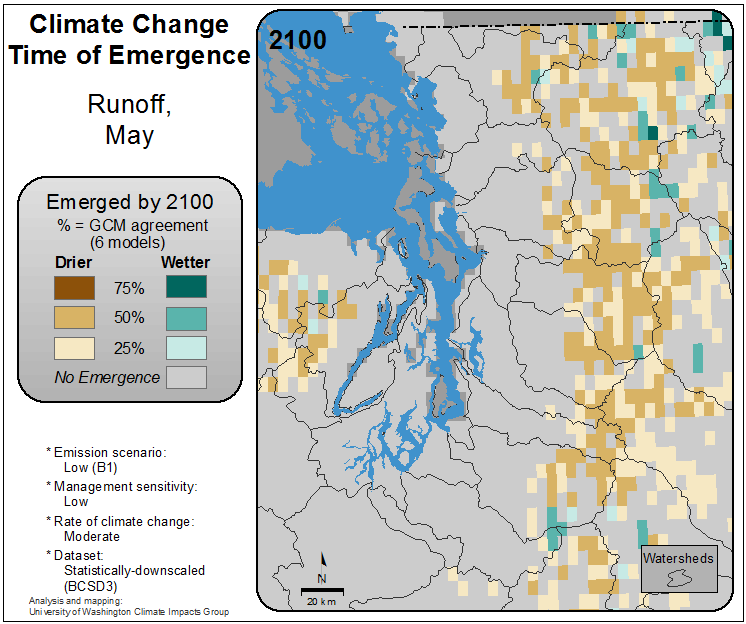 Climate Change
Time of Emergence
Runoff,
May
Emerged by 2100
% = GCM agreement
(6 models)
Drier Wetter
75%
50%
25%
No Emergence
* Emission scenario:
Low (B1)
* Management sensitivity:
Low
* Rate of climate change:
Moderate
* Dataset:
Statistically-downscaled
(BCSD3)
Analysis and mapping:
University of Washington Climate Impacts Group
2100
N
20 km
Watersheds